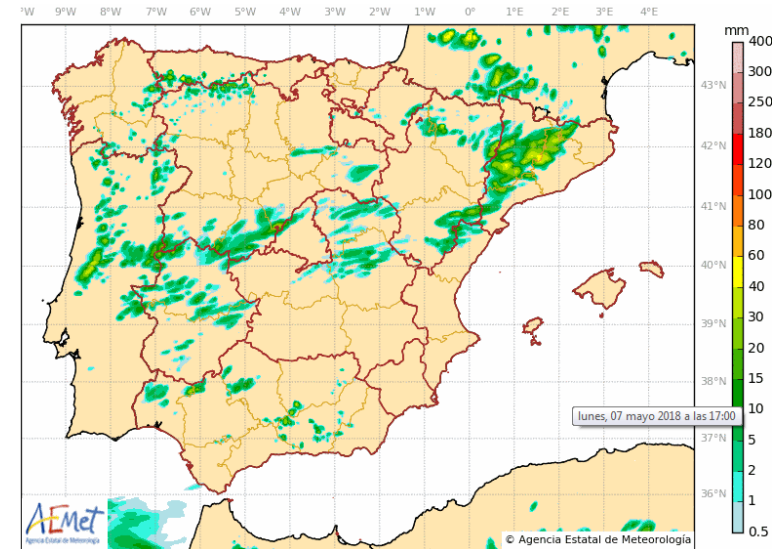 °W 9°W 8°W 7°W 6°W 5°W 4°W 3°W 2°W 1°W 0° 1°E 2°E 3°E 4°E
mm
400
300
250
180
120
100
80
60
40
30
20
15
10
5
2
1
0.5
43°N
42°N
41°N
40°N
39°N
38°N
37°N
36°N
lunes, 07 mayo 2018 a las 17:00
AEMet
Agencia Estatal de Meteorología
© Agencia Estatal de Meteorología